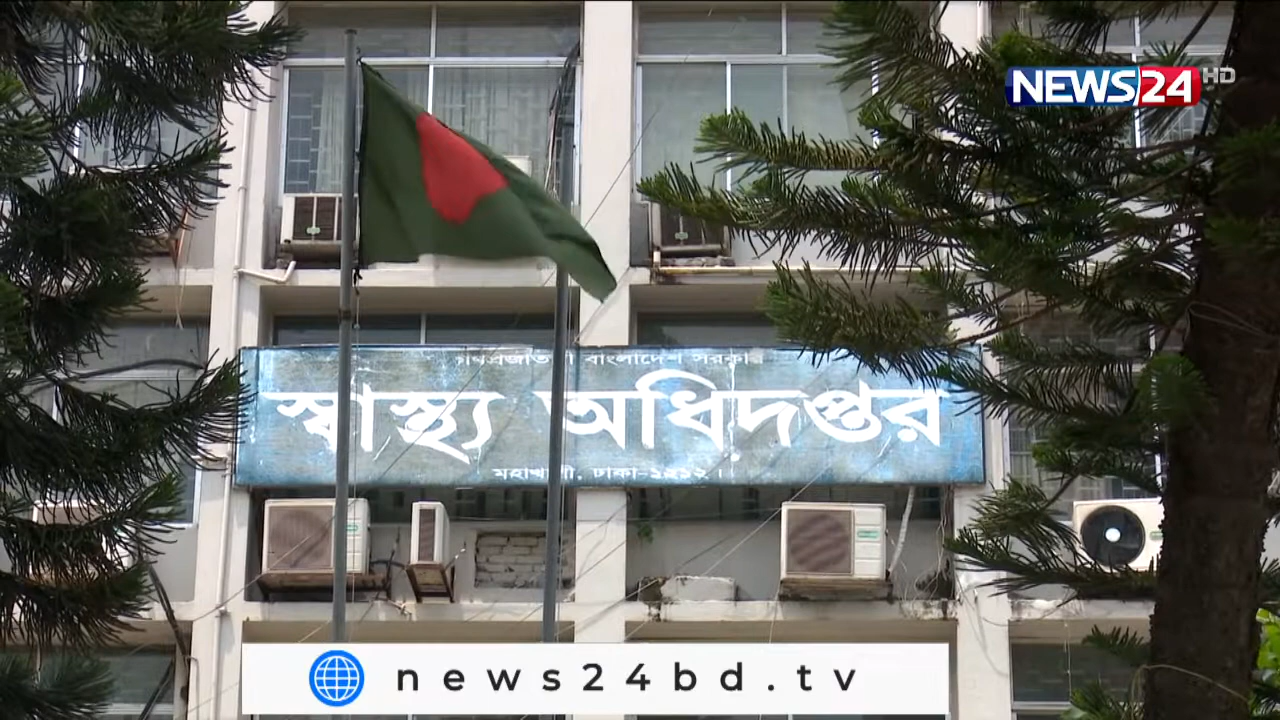 NEWS24 HD
গণপ্রজাতন্ত্রী বাংলাদেশ সরকার
স্বাস্থ্য অধিদপ্তর
মহাখালী, ঢাকা-১২১২ ।
news24bd.tv